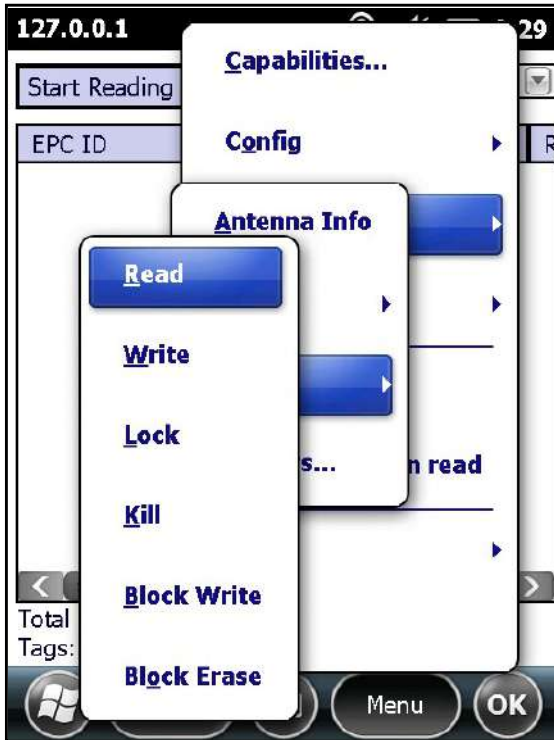 127.0.0.1
29
Start Reading
EPC ID
R
Capabilities...
Config
n read
Antenna Info
s...
Read
Write
Lock
Kill
Block Write
Block Erase
Total
Tags:
Menu
OK